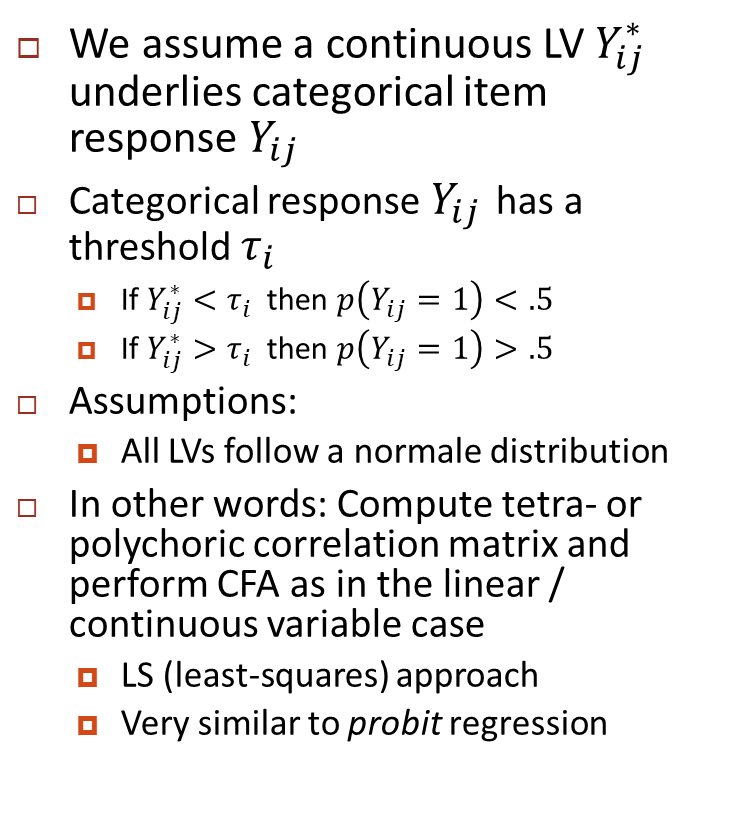 We assume a continuous LV $Y_{ij}^*$
underlies categorical item
response $Y_{ij}$
Categorical response $Y_{ij}$ has a
threshold $\tau_i$
If $Y_{ij}^* < \tau_i$ then $p(Y_{ij} = 1) < .5$
If $Y_{ij}^* > \tau_i$ then $p(Y_{ij} = 1) > .5$
Assumptions:
All LVs follow a normale distribution
In other words: Compute tetra- or
polychoric correlation matrix and
perform CFA as in the linear /
continuous variable case
LS (least-squares) approach
Very similar to probit regression